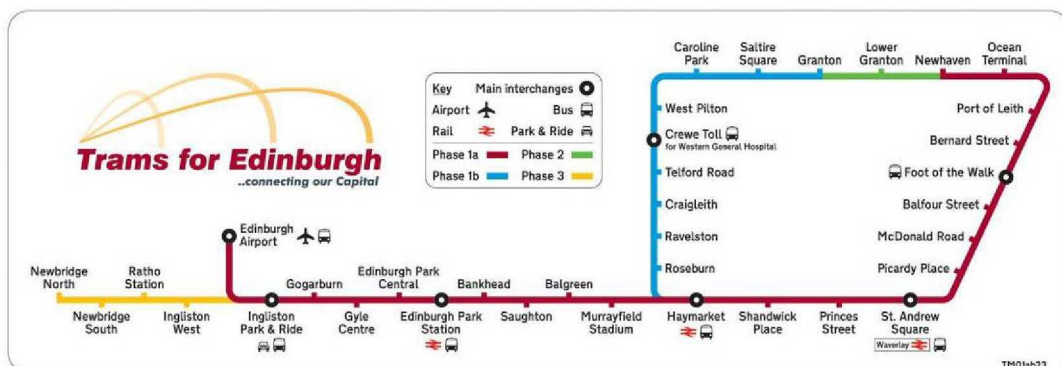 Trams for Edinburgh
..connecting our Capital
Key Main interchanges
Airport Bus
Rail Park & Ride
Phase 1a Phase 2
Phase 1b Phase 3
Caroline
Park
Saltire
Square
Granton
Lower
Granton
Newhaven
Ocean
Terminal
West Pilton
Crewe Toll
for Western General Hospital
Telford Road
Craigleith
Ravelston
Roseburn
Port of Leith
Bernard Street
Foot of the Walk
Balfour Street
McDonald Road
Picardy Place
Edinburgh
Airport
Newbridge
North
Newbridge
South
Ratho
Station
Ingliston
West
Ingliston
Park & Ride
Gogarburn
Gyle
Centre
Edinburgh Park
Central
Edinburgh Park
Station
Bankhead
Saughton
Balgreen
Murrayfield
Stadium
Haymarket
Shandwick
Place
Princes
Street
St. Andrew
Square
Waverley